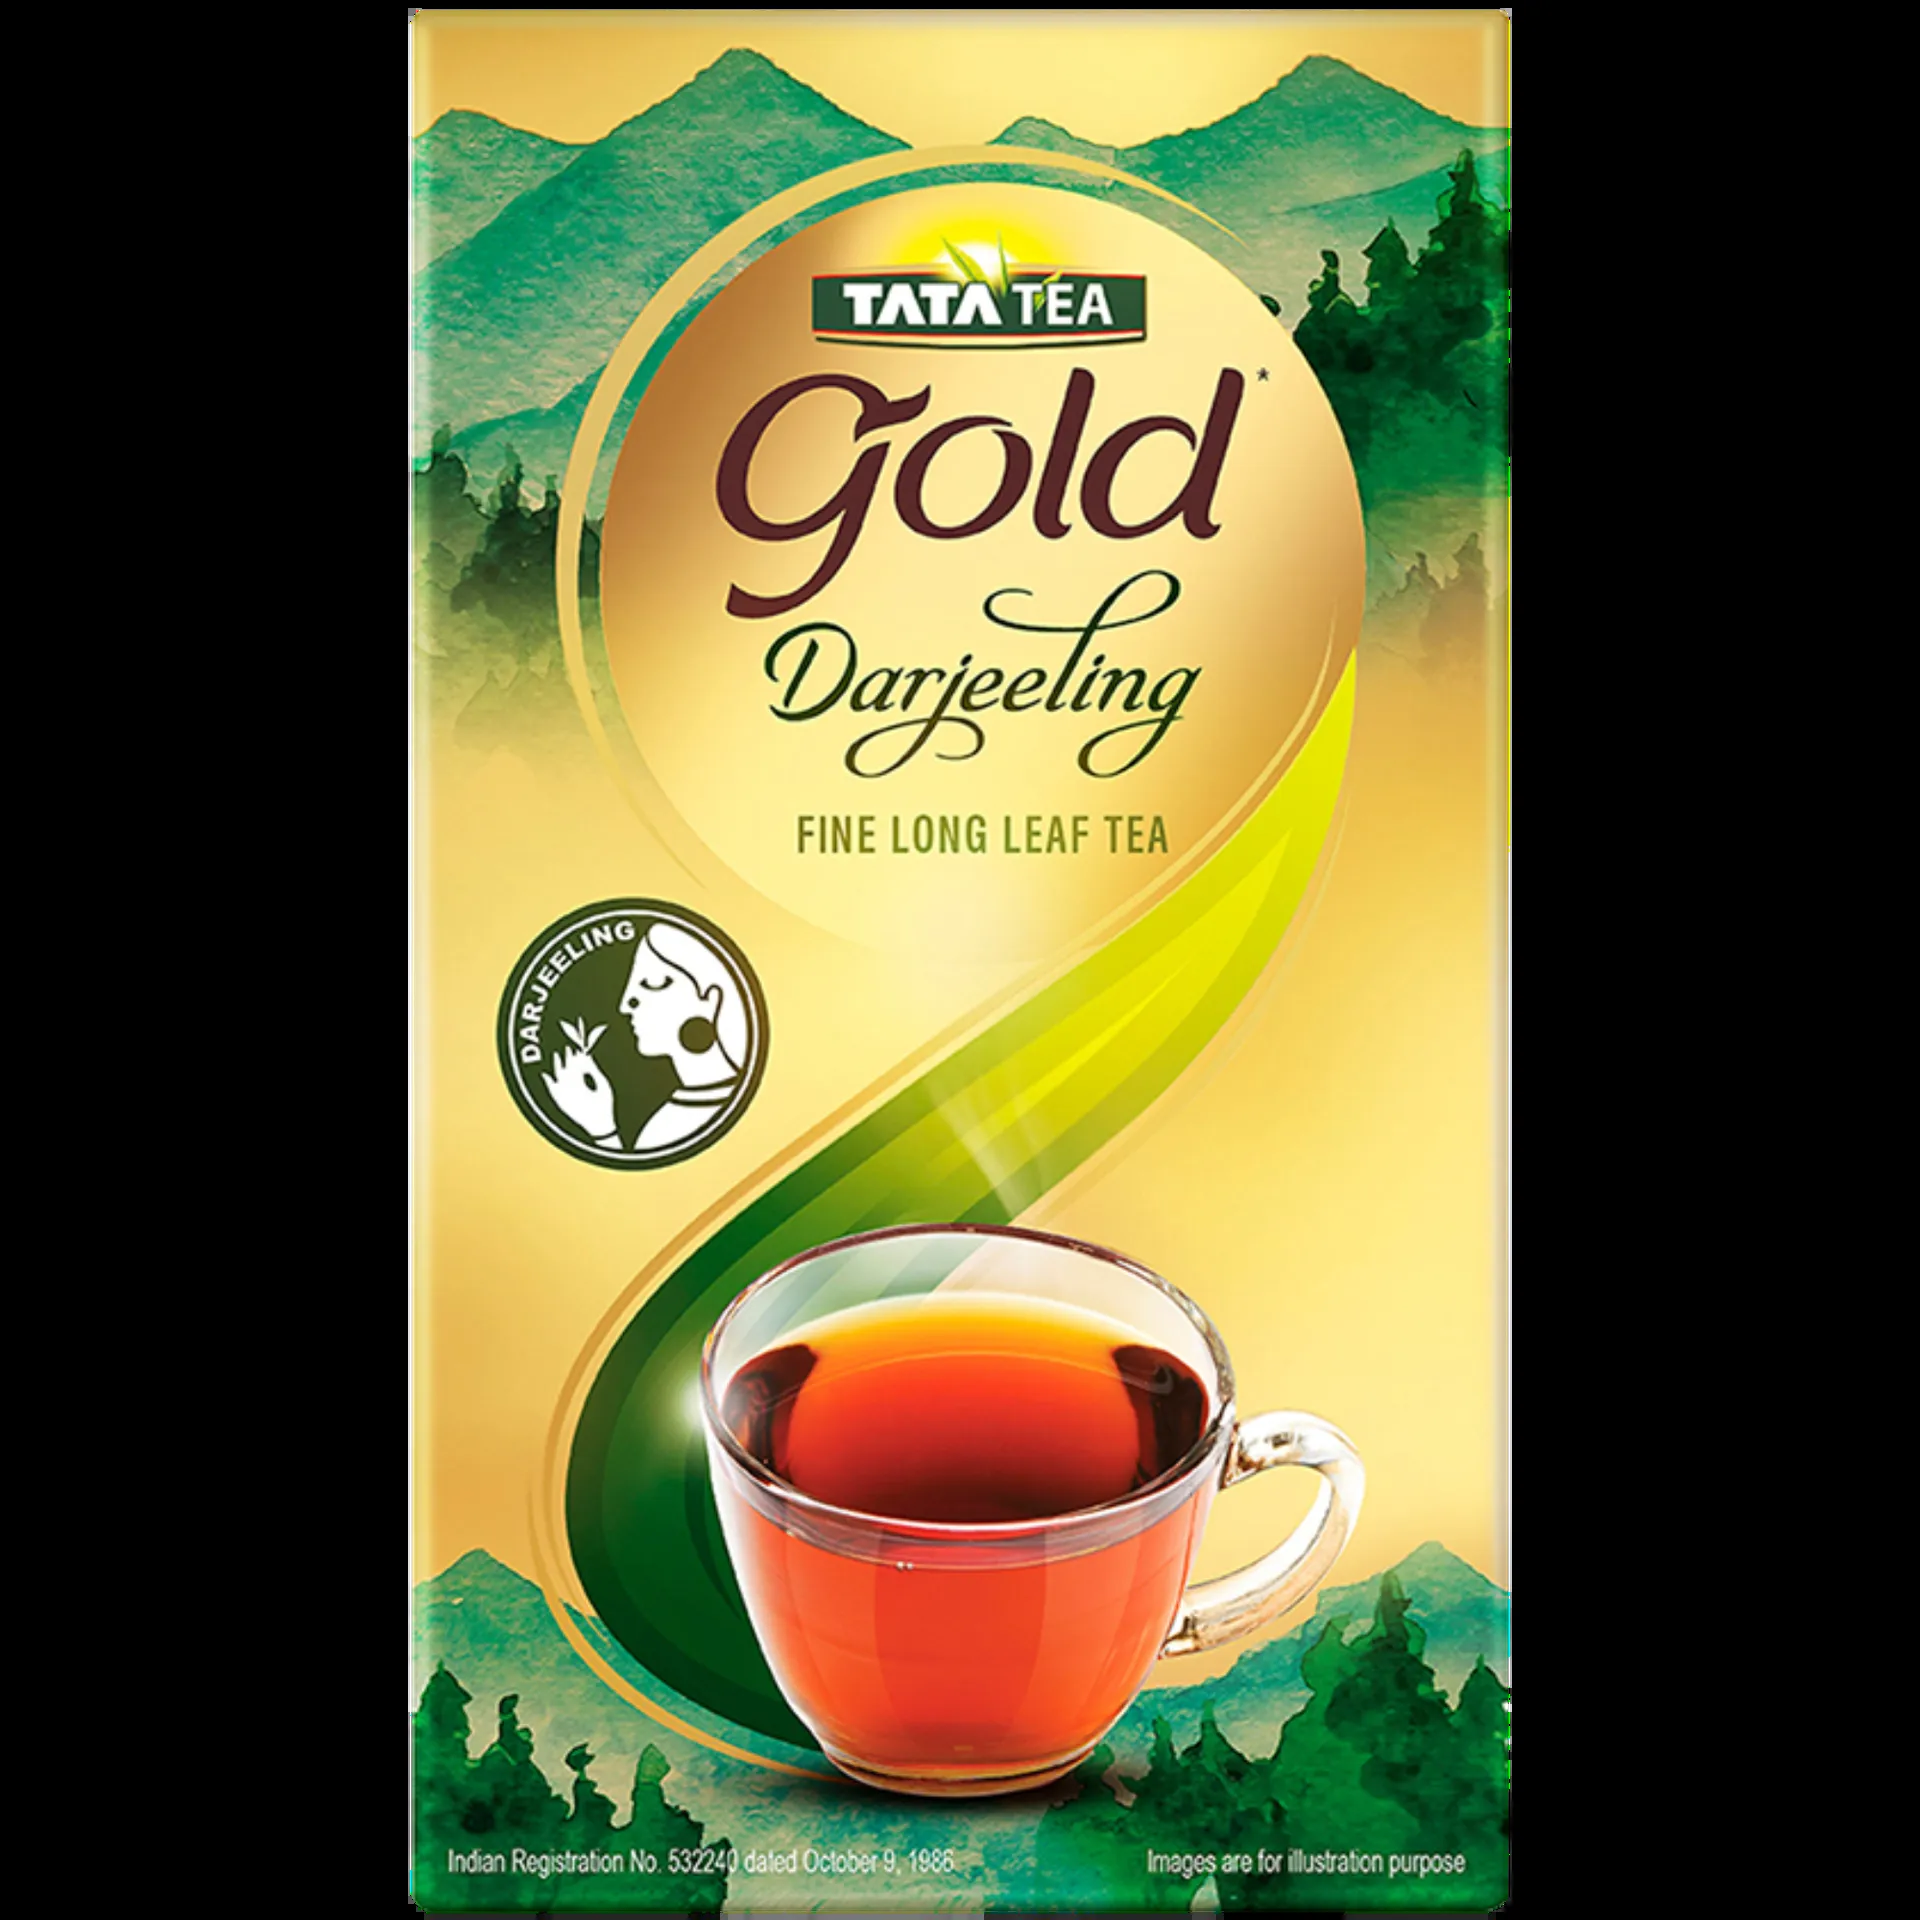 TATA TEA
gold*
Darjeeling
FINE LONG LEAF TEA
DARJEELING
Indian Registration No. 532240 dated October 9, 1986
Images are for illustration purpose